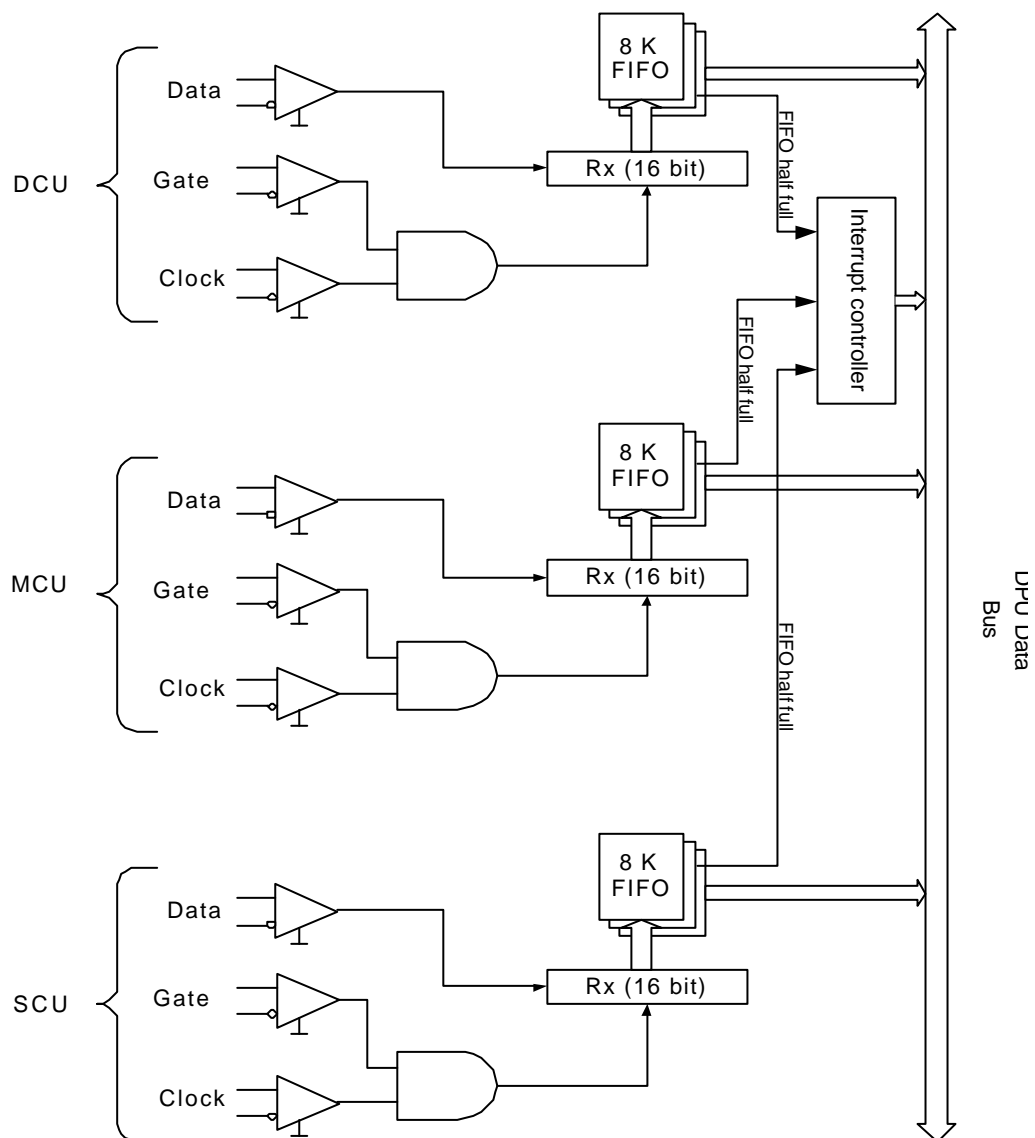 8 K
FIFO
Data
Rx (16 bit)
DCU
Gate
Clock
FIFO half full
Interrupt controller
FIFO half full
8 K
FIFO
Data
Rx (16 bit)
MCU
Gate
Clock
FIFO half full
DPU Data
Bus
8 K
FIFO
Data
Rx (16 bit)
SCU
Gate
Clock